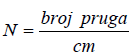 N = broj pruga / cm